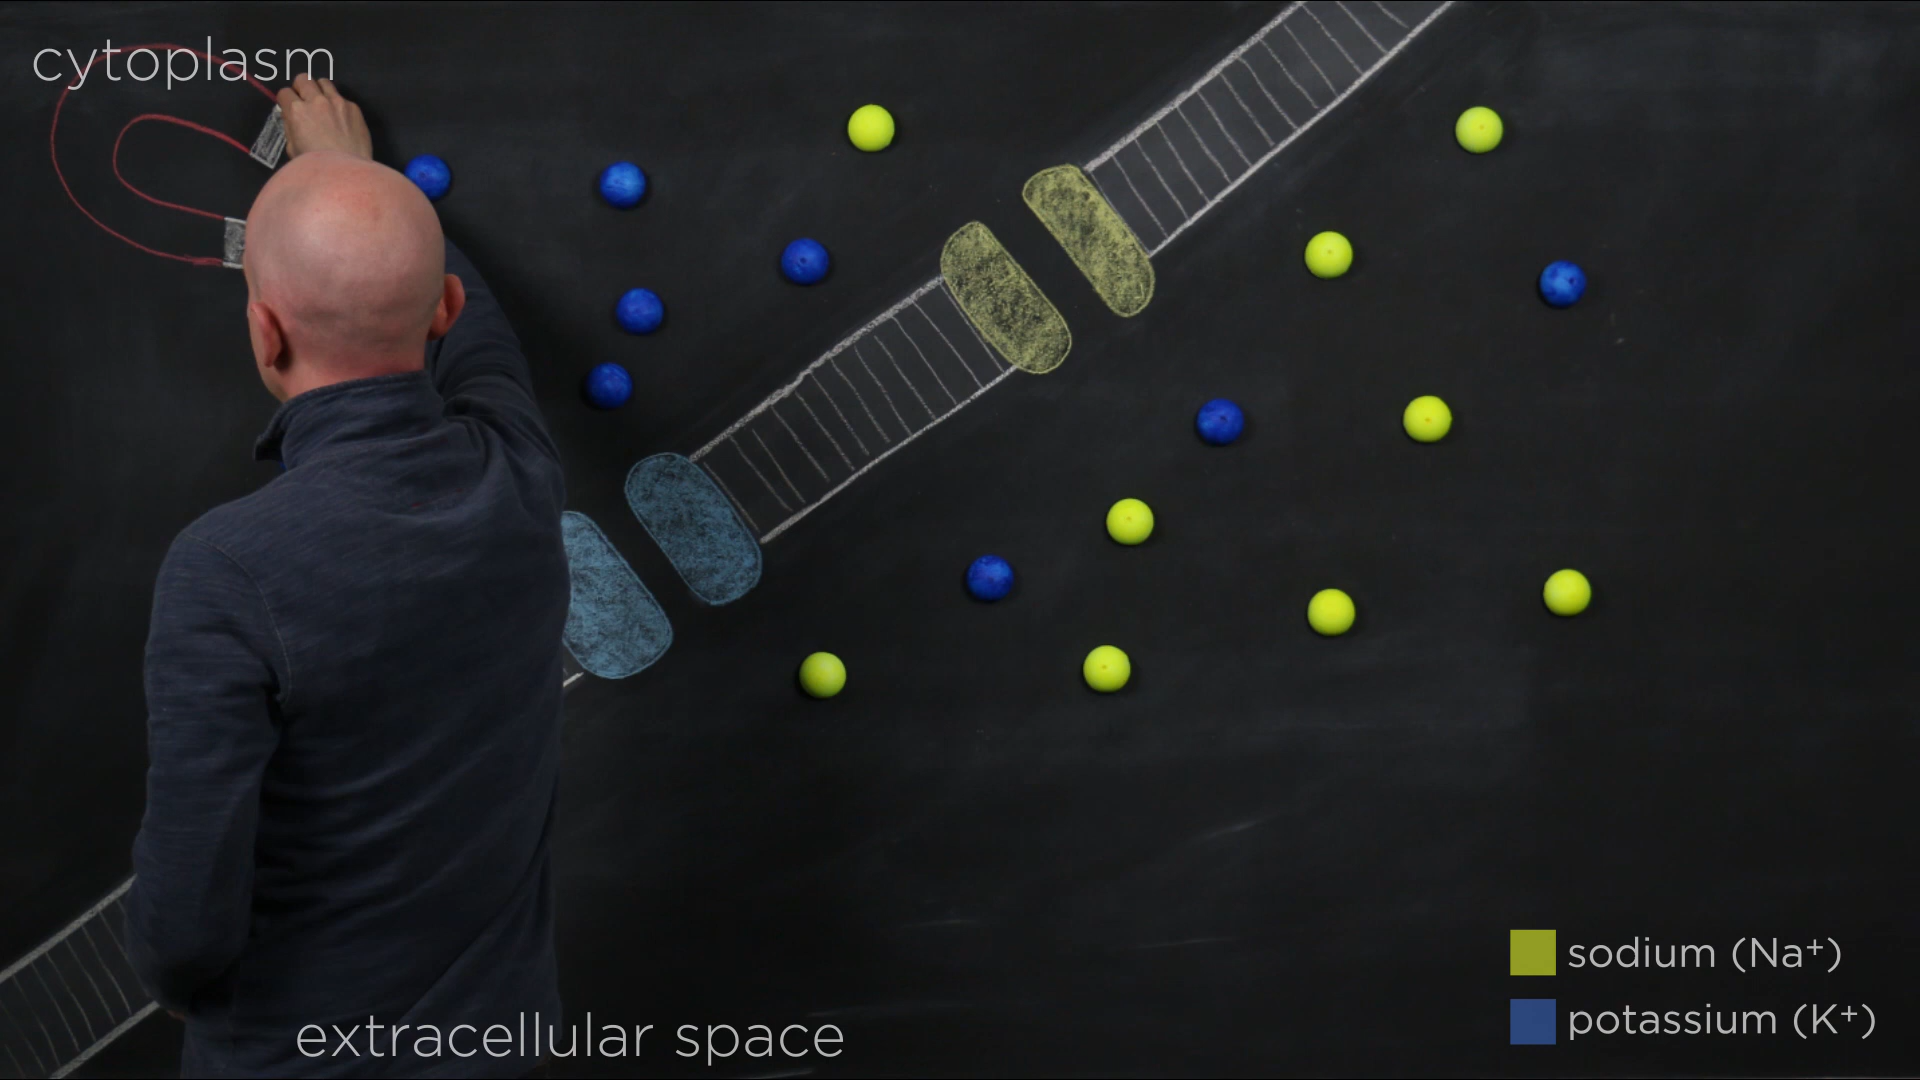 cytoplasm
extracellular space
sodium (Na⁺)
potassium (K⁺)